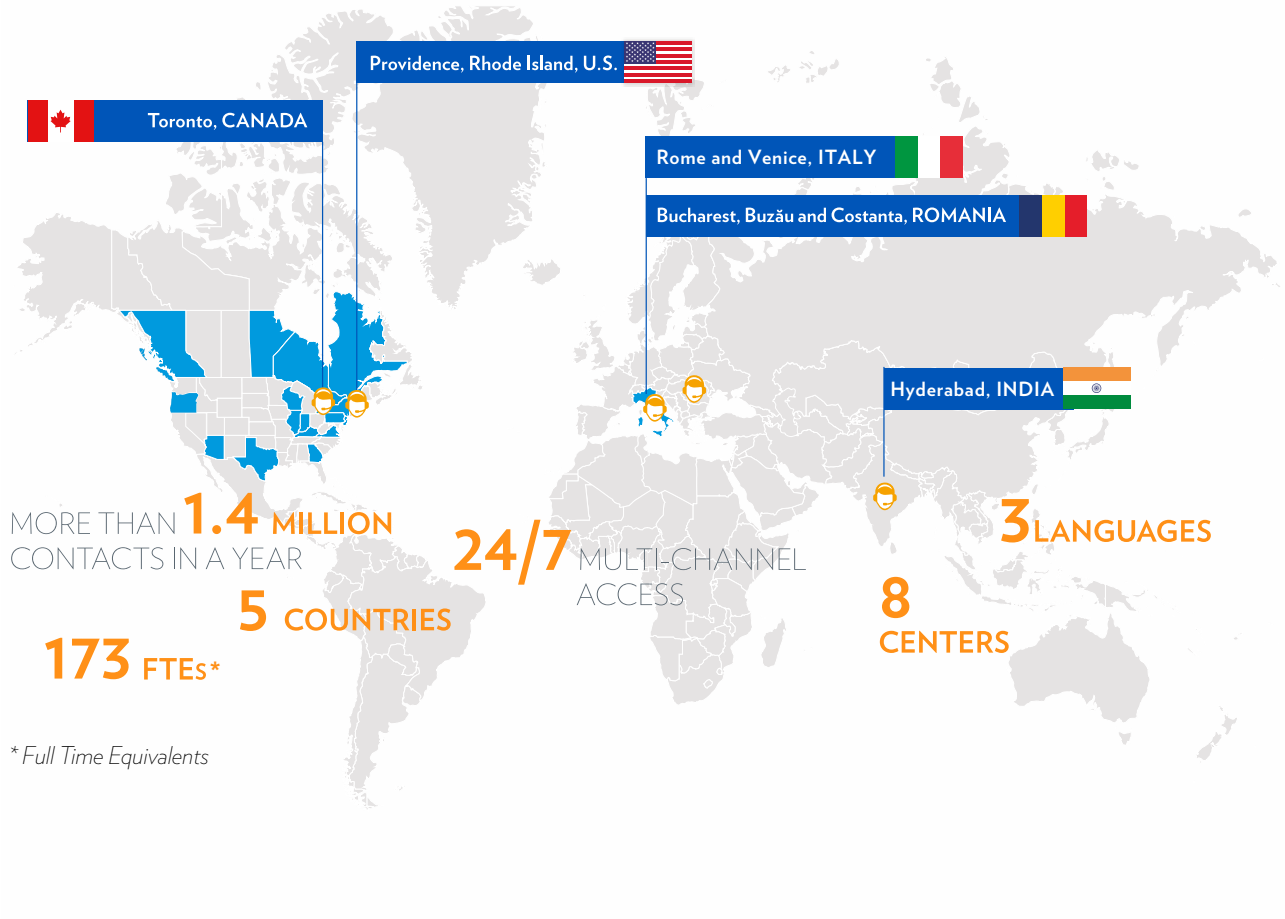 Providence, Rhode Island, U.S.
Toronto, CANADA
Rome and Venice, ITALY
Bucharest, Buzău and Costanta, ROMANIA
Hyderabad, INDIA
MORE THAN 1.4 MILLION
CONTACTS IN A YEAR
24/7 MULTI-CHANNEL
ACCESS
3 LANGUAGES
5 COUNTRIES
8
CENTERS
173 FTEs*
* Full Time Equivalents